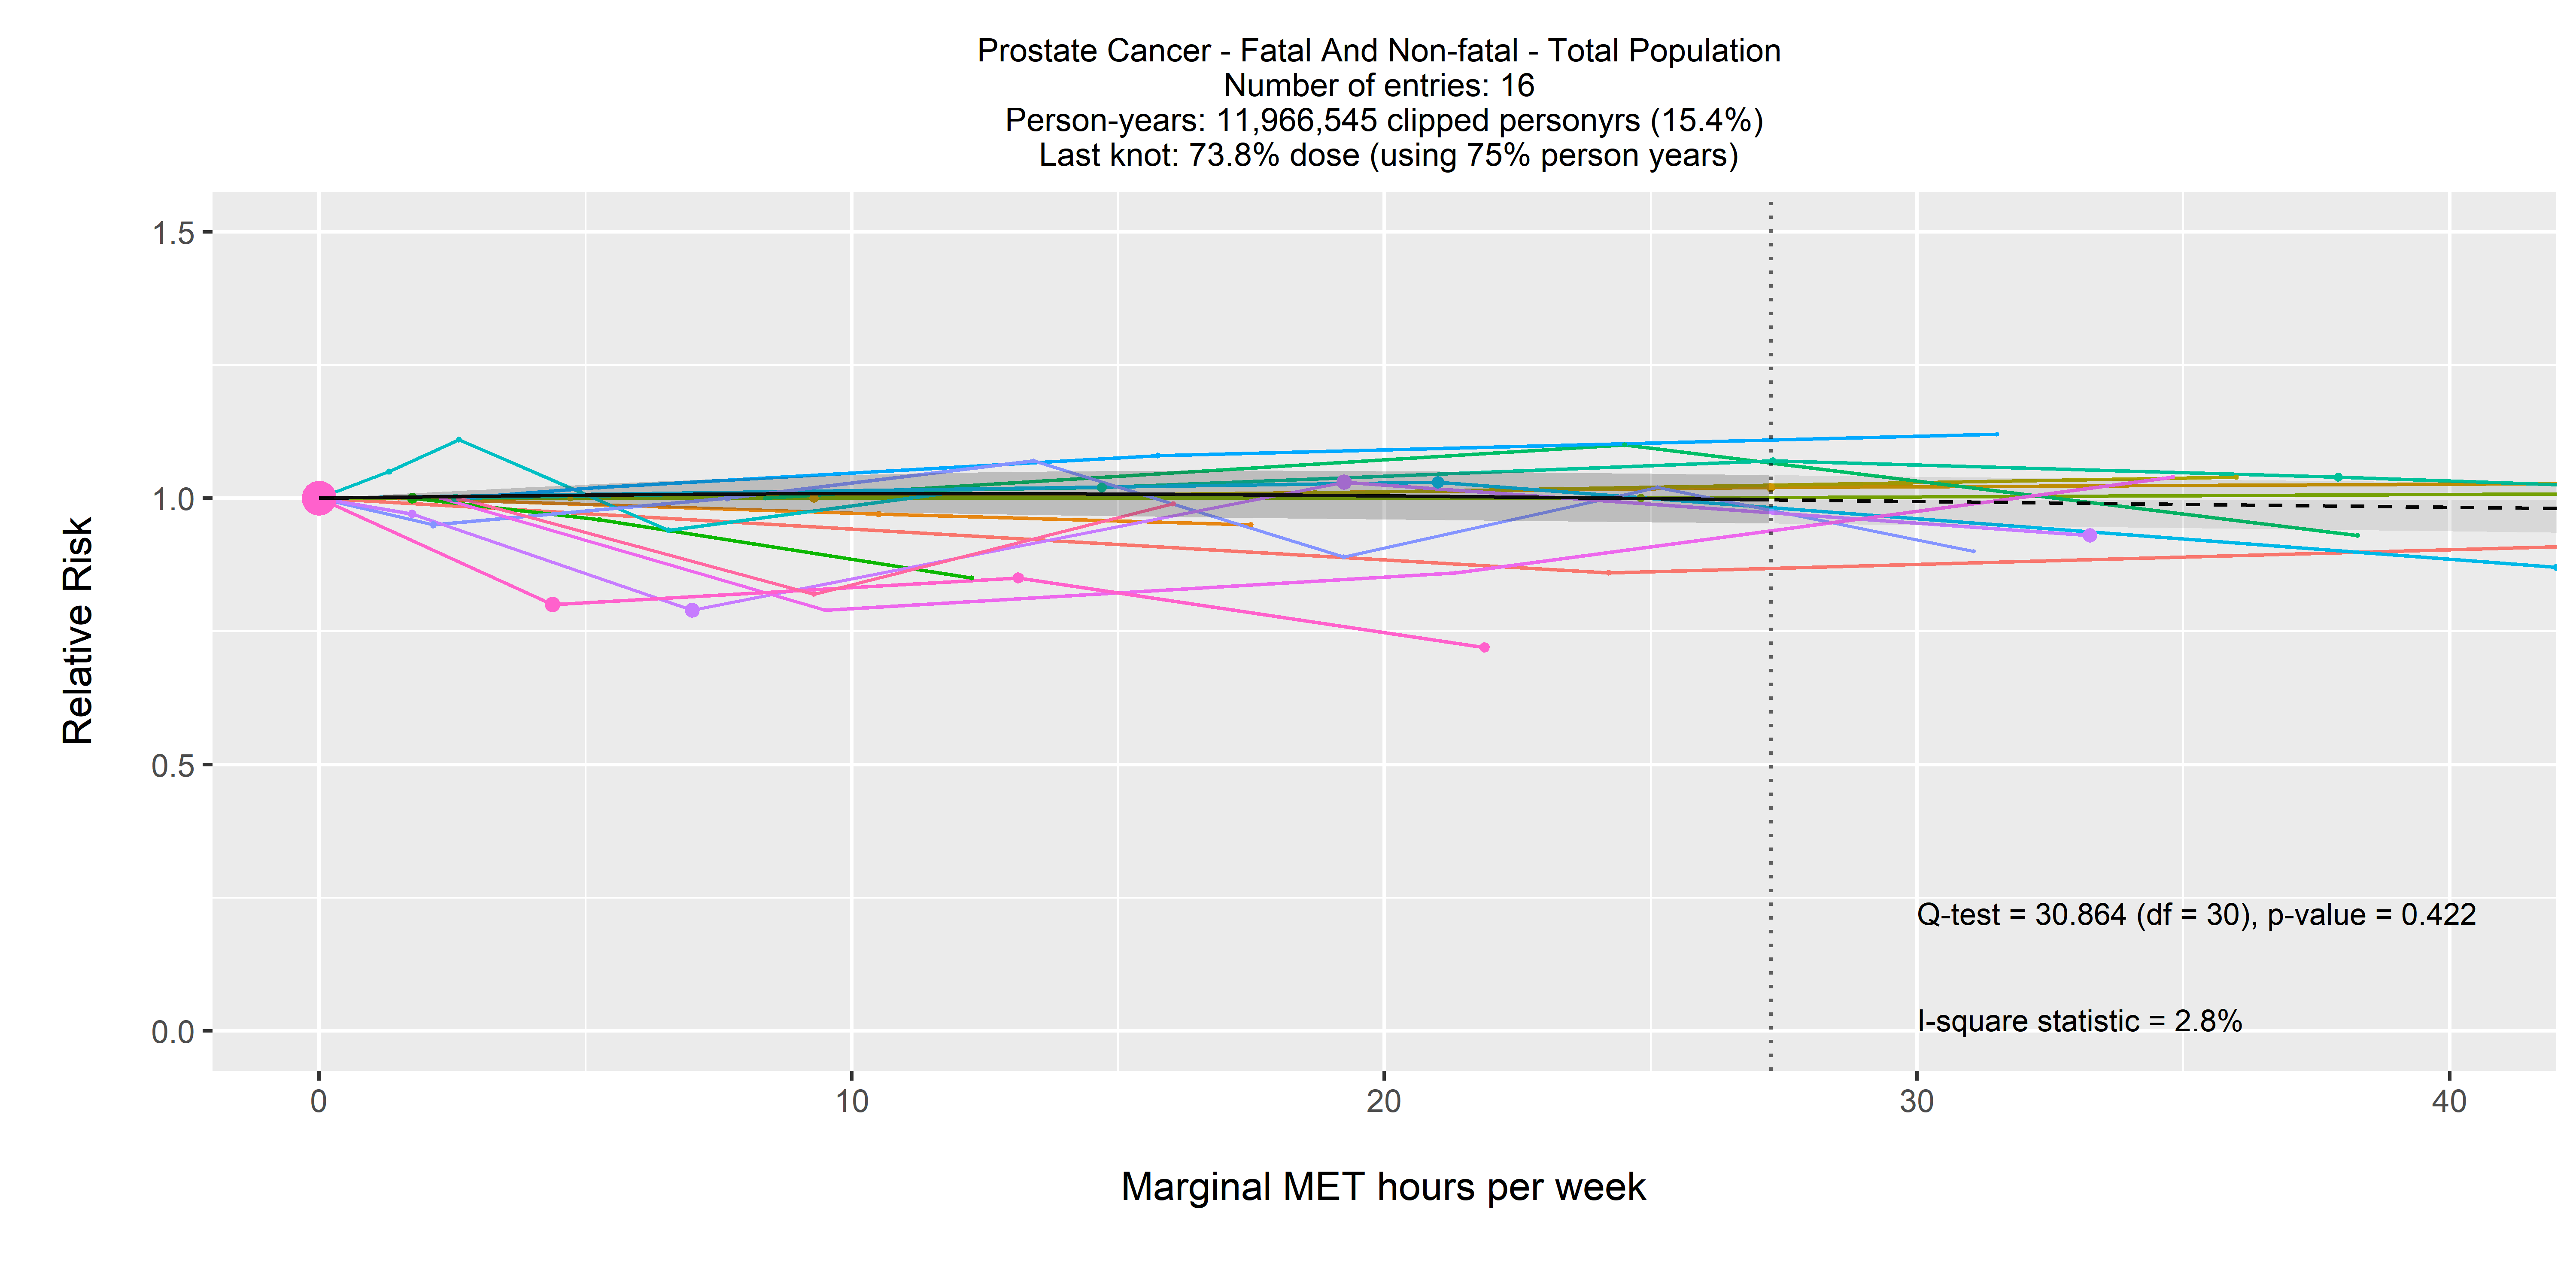 Prostate Cancer - Fatal And Non-fatal - Total Population
Number of entries: 16
Person-years: 11,966,545 clipped personyrs (15.4%)
Last knot: 73.8% dose (using 75% person years)
Relative Risk
1.5
1.0
0.5
0.0
Q-test = 30.864 (df = 30), p-value = 0.422
I-square statistic = 2.8%
0 10 20 30 40
Marginal MET hours per week